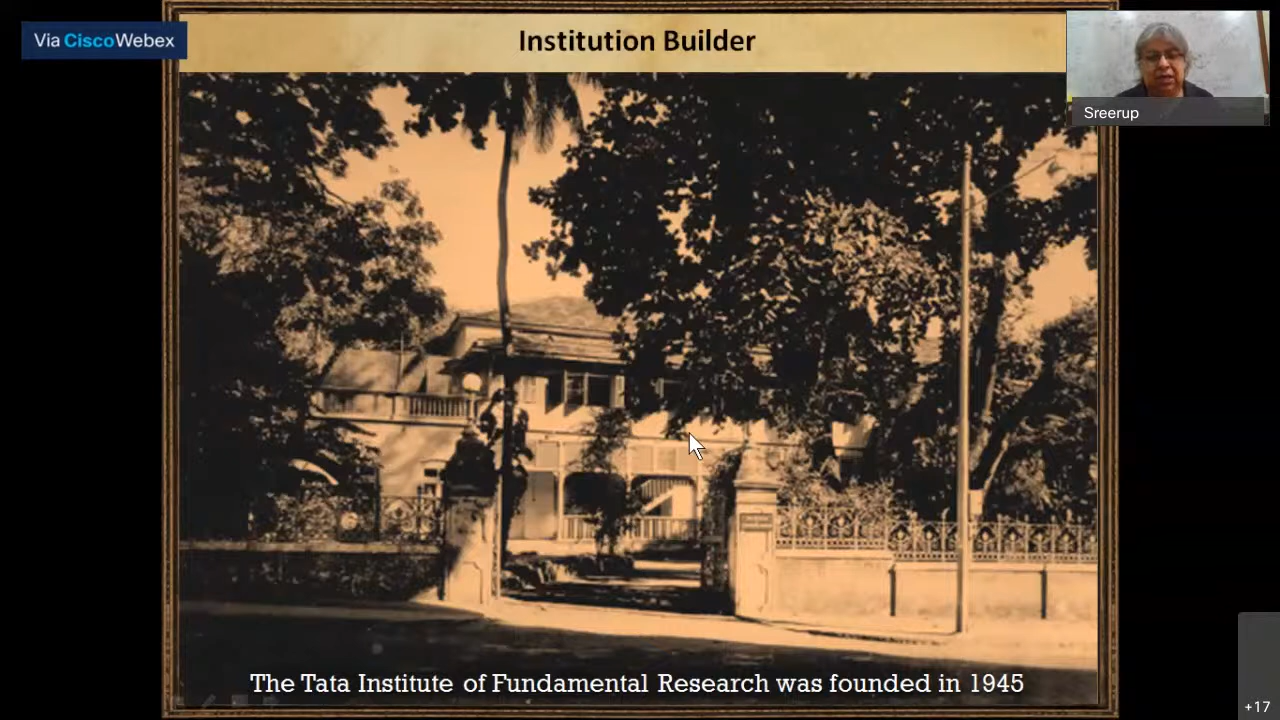 Via CiscoWebex
Institution Builder
Sreerup
The Tata Institute of Fundamental Research was founded in 1945
+17